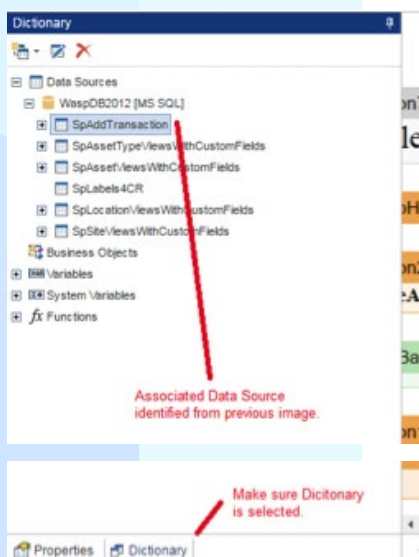 Dictionary
Data Sources
WaspDB2012 [MS SQL]
SpAddTransaction
SpAssetTypeViewsWithCustomFields
SpAssetViewsWithCustomFields
SpLabels4CR
SpLocationViewsWithCustomFields
SpSiteViewsWithCustomFields
Business Objects
Variables
System Variables
fx Functions
Associated Data Source
identified from previous image.
Make sure Dicitonary
is selected.
Properties
Dictionary